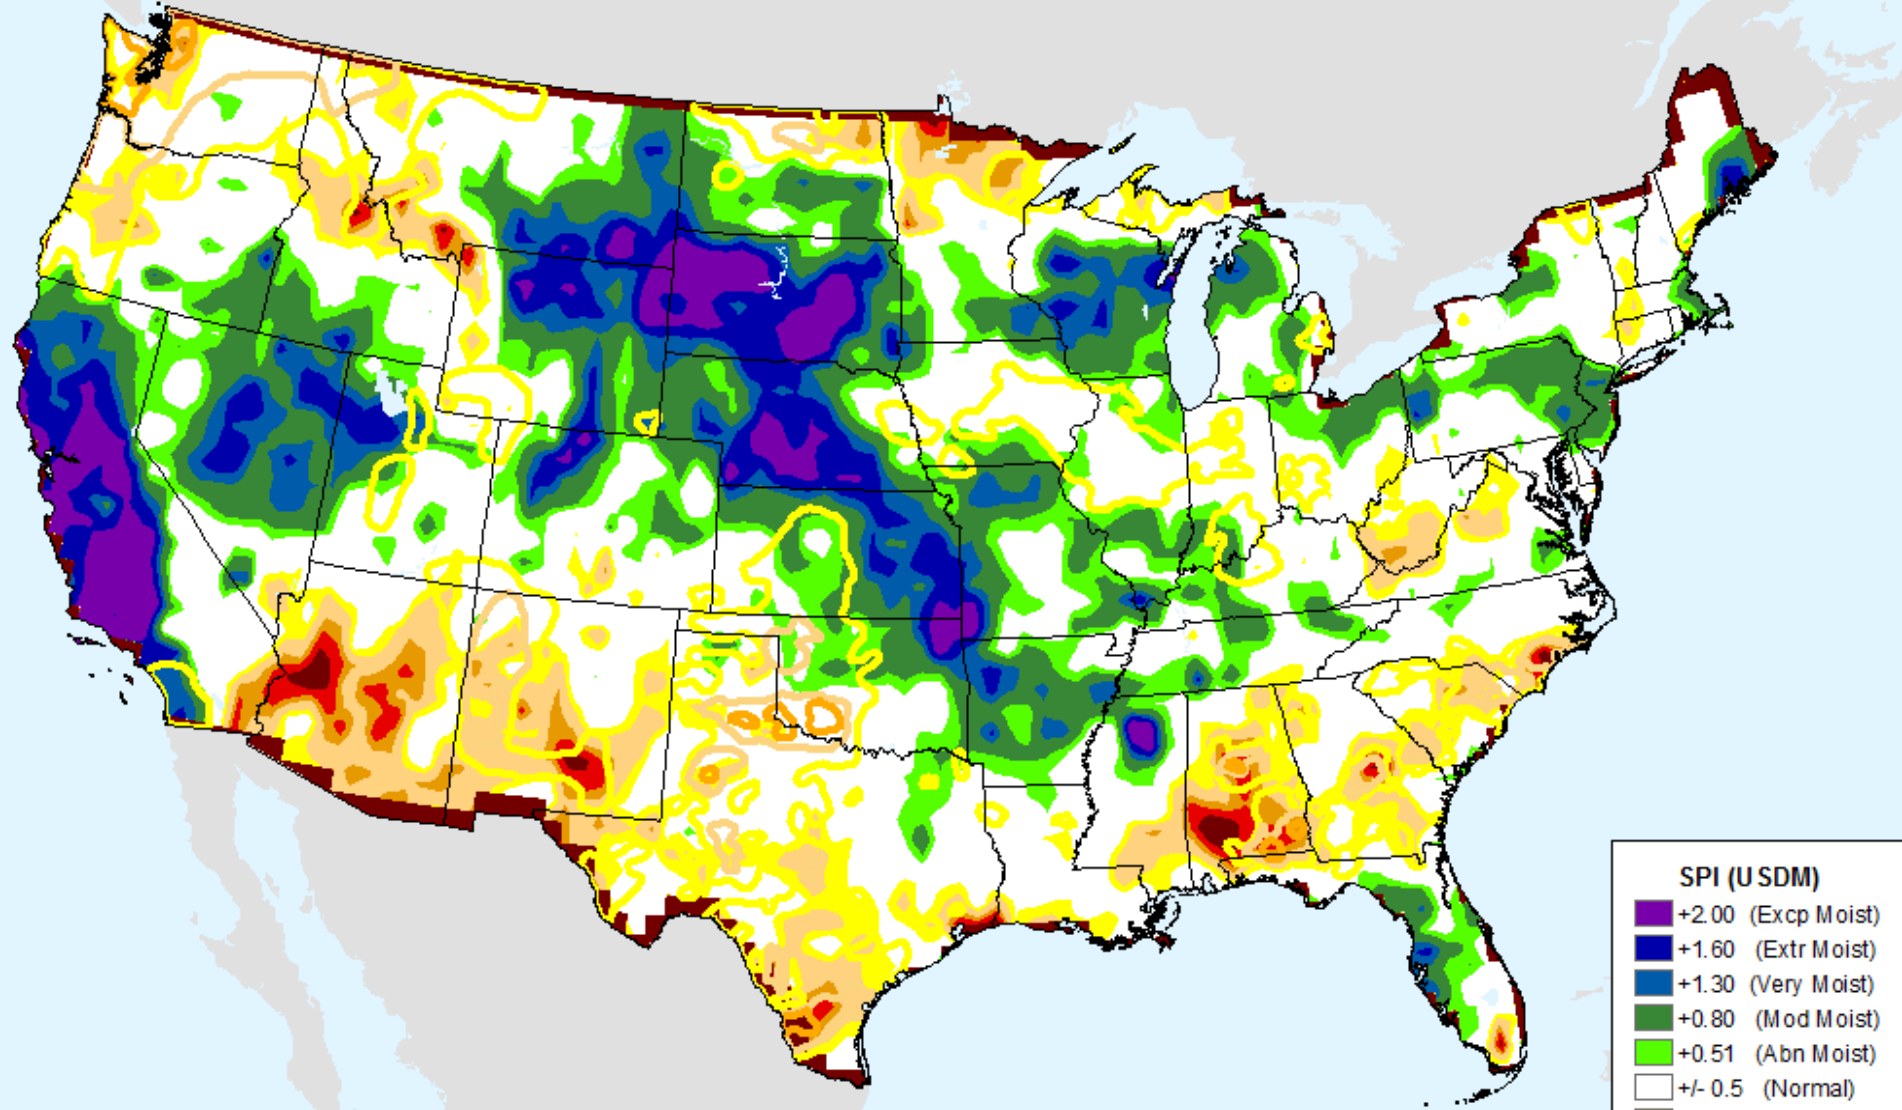 SPI (USDM)
+2.00 (Excp Moist)
+1.60 (Extr Moist)
+1.30 (Very Moist)
+0.80 (Mod Moist)
+0.51 (Abn Moist)
+/- 0.5 (Normal)